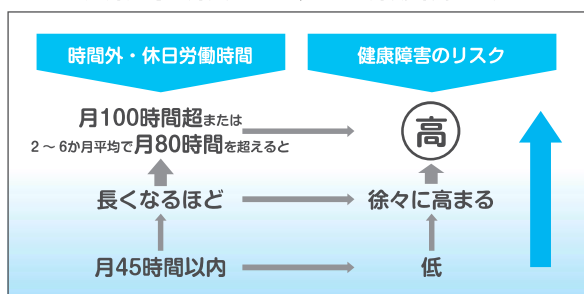 時間外・休日労働時間
健康障害のリスク
月100時間超または
2～6か月平均で月80時間を超えると
高
長くなるほど
徐々に高まる
月45時間以内
低